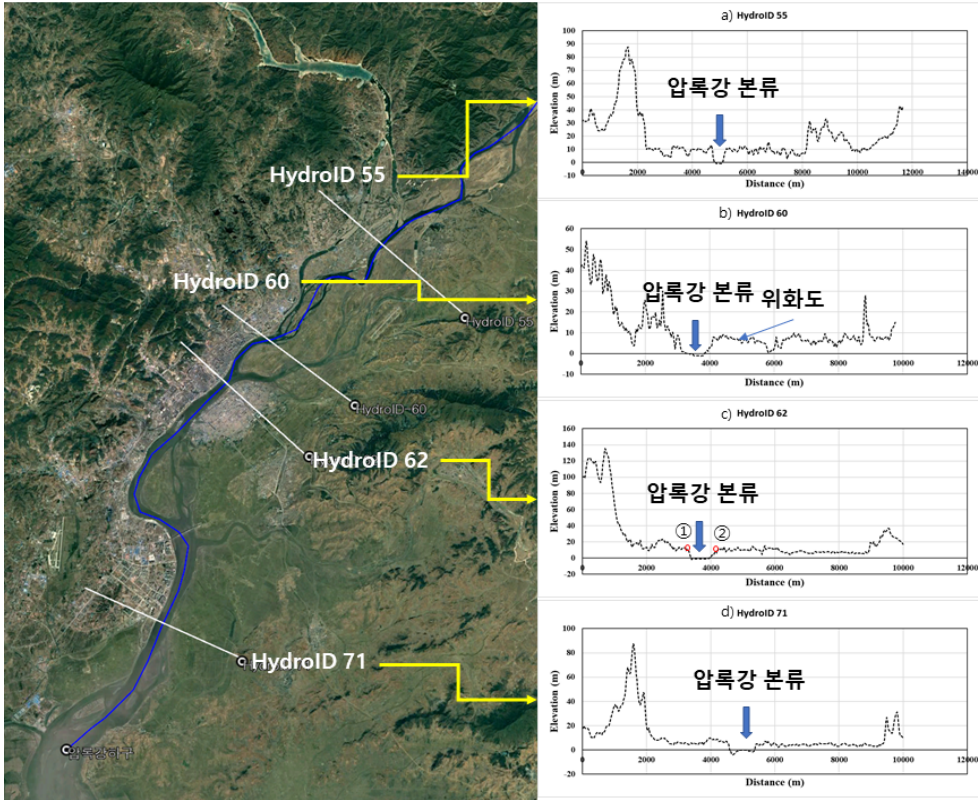 HydroID 55
HydroID 60
HydroID-55
HydroID-60
HydroID 62
HydroID 71
압록강하구
a) HydroID 55
Elevation (m)
100
90
80
70
60
50
40
30
20
10
0
-10
압록강 본류
0
2000
4000
6000
8000
10000
12000
14000
Distance (m)
b) HydroID 60
Elevation (m)
60
50
40
30
20
10
0
-10
압록강 본류
위화도
0
2000
4000
6000
8000
10000
12000
Distance (m)
c) HydroID 62
Elevation (m)
160
140
120
100
80
60
40
20
0
-20
압록강 본류
① ②
0
2000
4000
6000
8000
10000
12000
Distance (m)
d) HydroID 71
Elevation (m)
100
80
60
40
20
0
-20
압록강 본류
0
2000
4000
6000
8000
10000
12000
Distance (m)